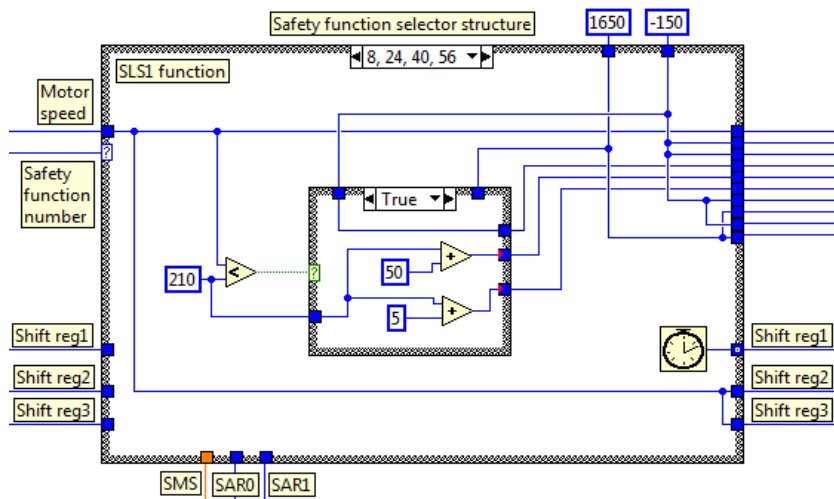 Safety function selector structure
1650
-150
8, 24, 40, 56
SLS1 function
Motor
speed
?
Safety
function
number
True
<
210
?
+
50
+
5
Shift reg1
Shift reg1
Shift reg2
Shift reg2
Shift reg3
Shift reg3
SMS
SAR0
SAR1